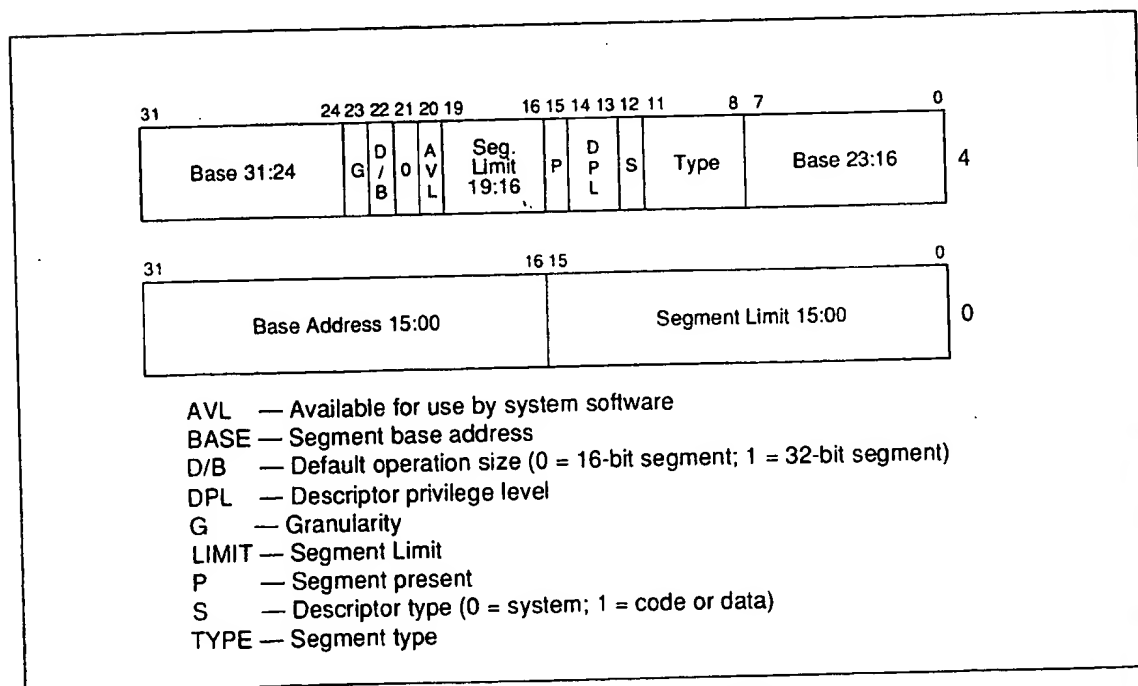 31 24 23 22 21 20 19 16 15 14 13 12 11 8 7 0
Base 31:24 G D/B 0 AVL Seg. Limit 19:16 P DPL S Type Base 23:16 4
31 16 15 0
Base Address 15:00 Segment Limit 15:00 0
AVL — Available for use by system software
BASE — Segment base address
D/B — Default operation size (0 = 16-bit segment; 1 = 32-bit segment)
DPL — Descriptor privilege level
G — Granularity
LIMIT — Segment Limit
P — Segment present
S — Descriptor type (0 = system; 1 = code or data)
TYPE — Segment type